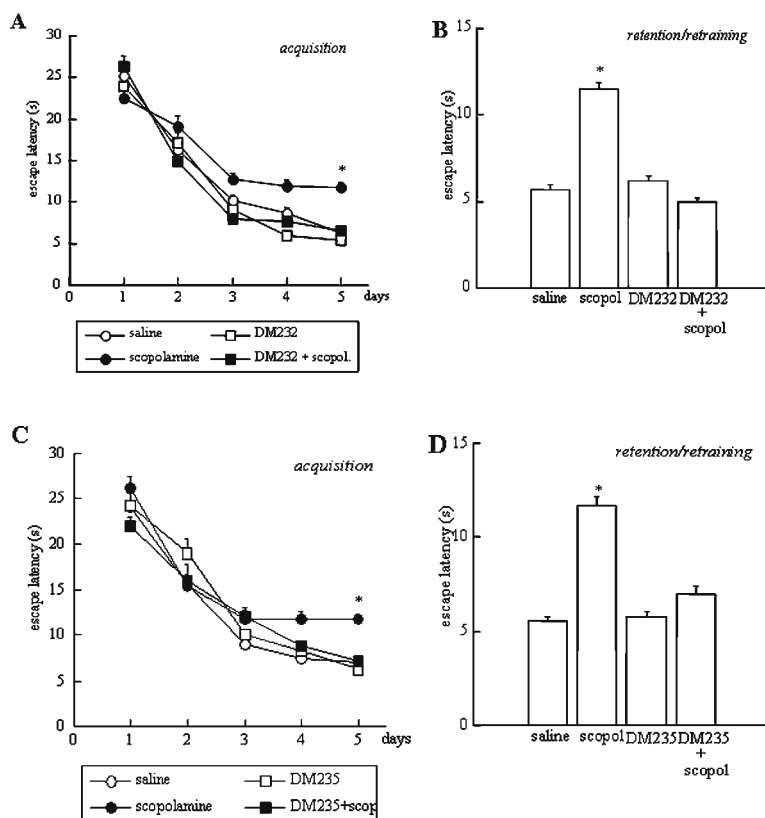 A
acquisition
escape latency (s)
30
25
20
15
10
5
0
0 1 2 3 4 5 days
saline DM232
scopolamine DM232 + scopol.
B
retention/retraining
*
escape latency (s)
15
10
5
0
saline scopol DM232 DM232
+
scopol
*
C
acquisition
escape latency (s)
30
25
20
15
10
5
0
0 1 2 3 4 5 days
saline DM235
scopolamine DM235+scop
*
D
retention/retraining
*
escape latency (s)
15
10
5
0
saline scopol DM235 DM235
+
scopol